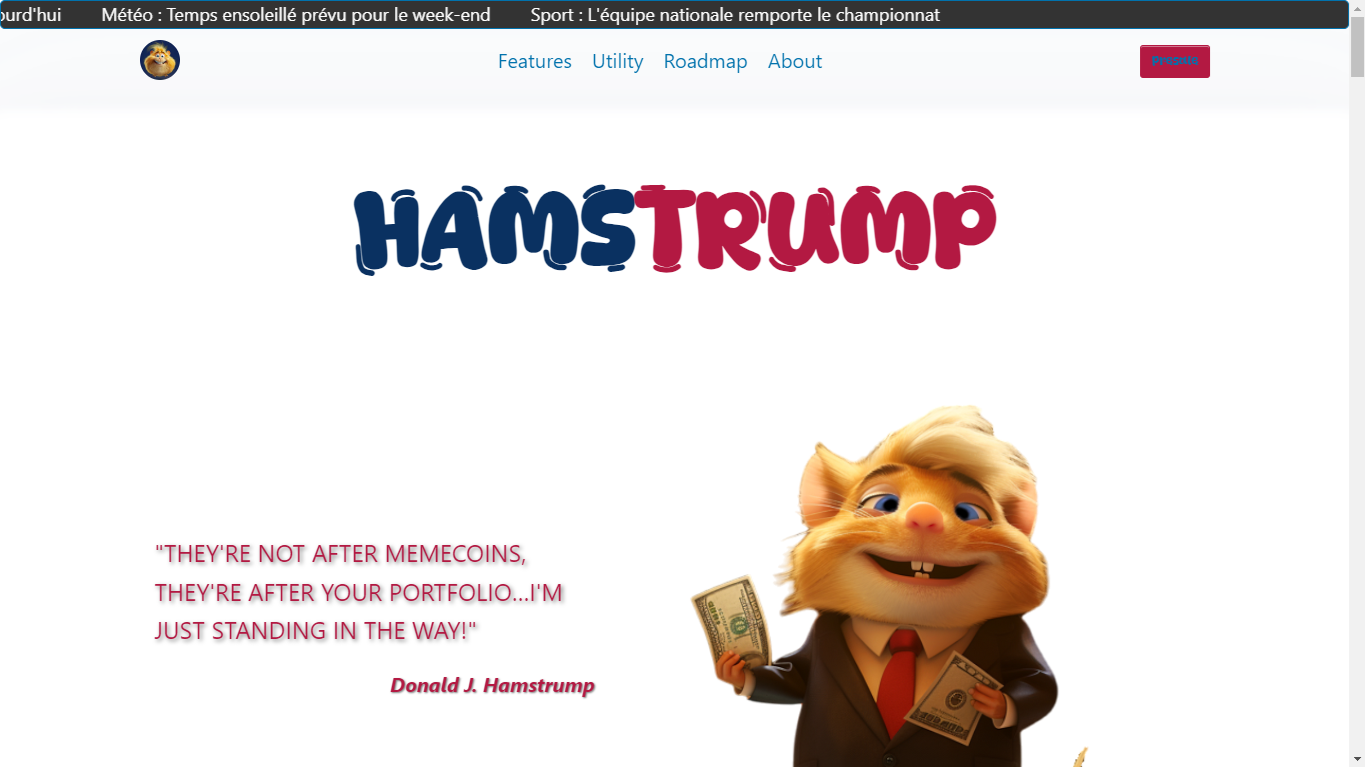 ourd'hui Météo : Temps ensoleillé prévu pour le week-end Sport : L'équipe nationale remporte le championnat
Features Utility Roadmap About
HAMSTRUMP
"THEY'RE NOT AFTER MEMECOINS,
THEY'RE AFTER YOUR PORTFOLIO...I'M
JUST STANDING IN THE WAY!"
Donald J. Hamstrump